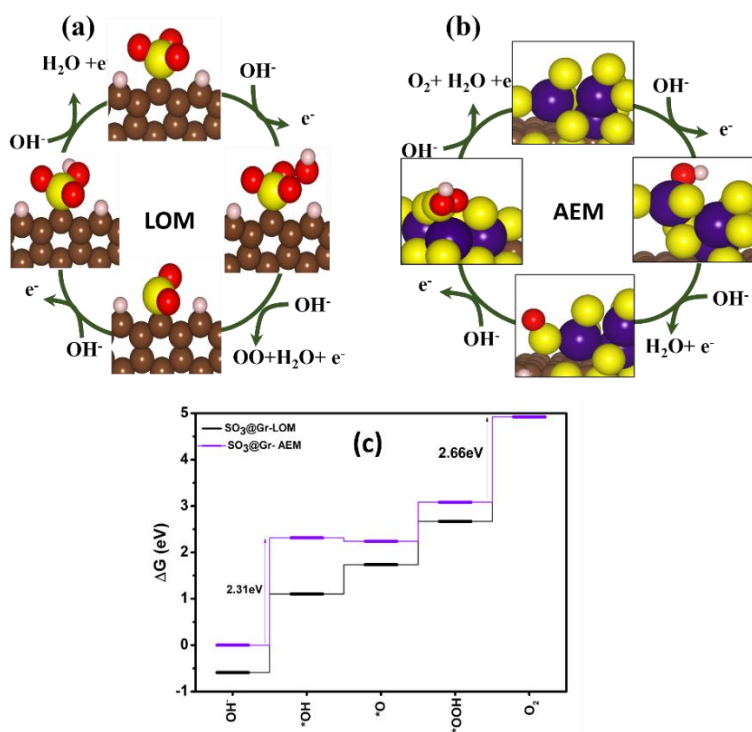 (a)
H₂O +e⁻
OH⁻
e⁻
OH⁻
LOM
e⁻
OH⁻
OH⁻
OO+H₂O+ e⁻
(b)
O₂+ H₂O +e
OH⁻
e⁻
OH⁻
AEM
e⁻
OH⁻
OH⁻
H₂O+ e⁻
(c)
SO₃@Gr-LOM
SO₃@Gr- AEM
2.66eV
2.31eV
ΔG (eV)
5
4
3
2
1
0
-1
OH⁻
*OH
*O
*OOH
O₂